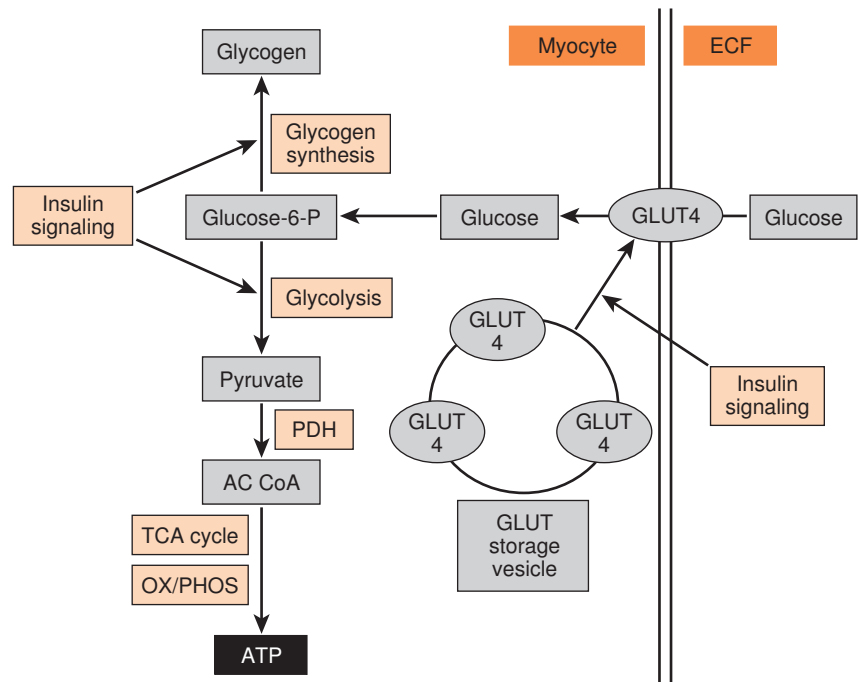 Myocyte
ECF
Glycogen
Glycogen
synthesis
Insulin
signaling
Glucose-6-P
Glucose
GLUT4
Glucose
Glycolysis
GLUT
4
Pyruvate
Insulin
signaling
GLUT
4
GLUT
4
PDH
AC CoA
GLUT
storage
vesicle
TCA cycle
OX/PHOS
ATP